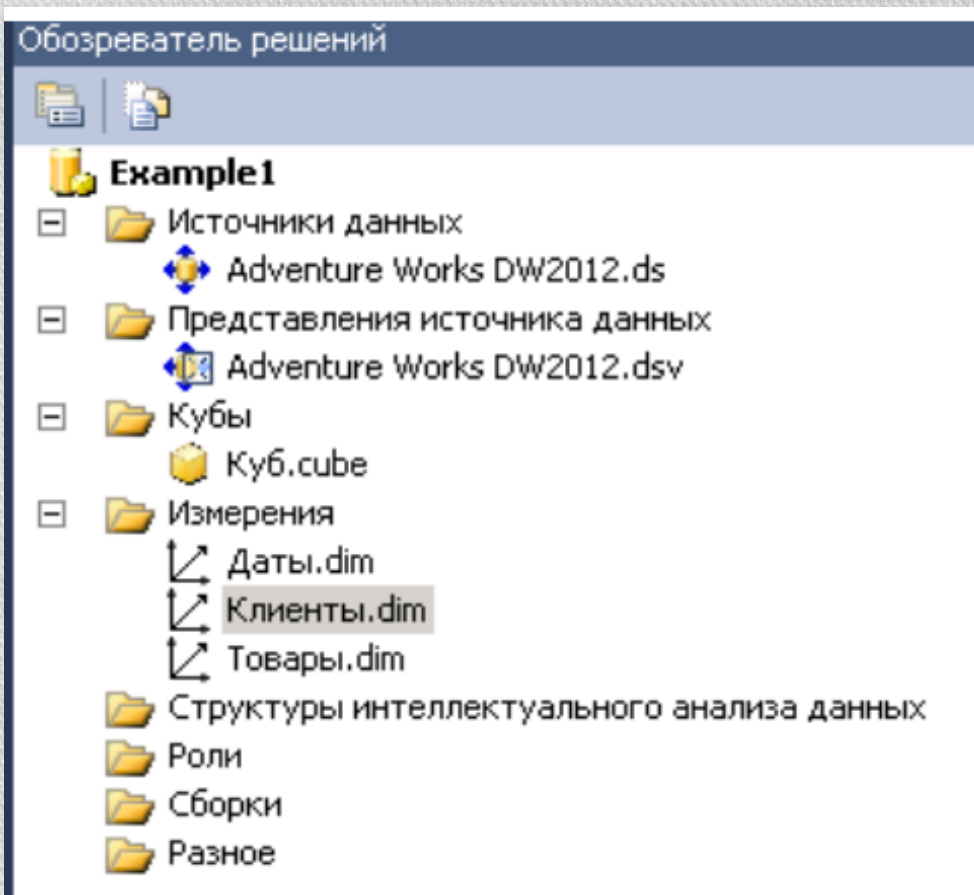 Обозреватель решений
Example1
Источники данных
Adventure Works DW2012.ds
Представления источника данных
Adventure Works DW2012.dsv
Кубы
Куб.cube
Измерения
Даты.dim
Клиенты.dim
Товары.dim
Структуры интеллектуального анализа данных
Роли
Сборки
Разное